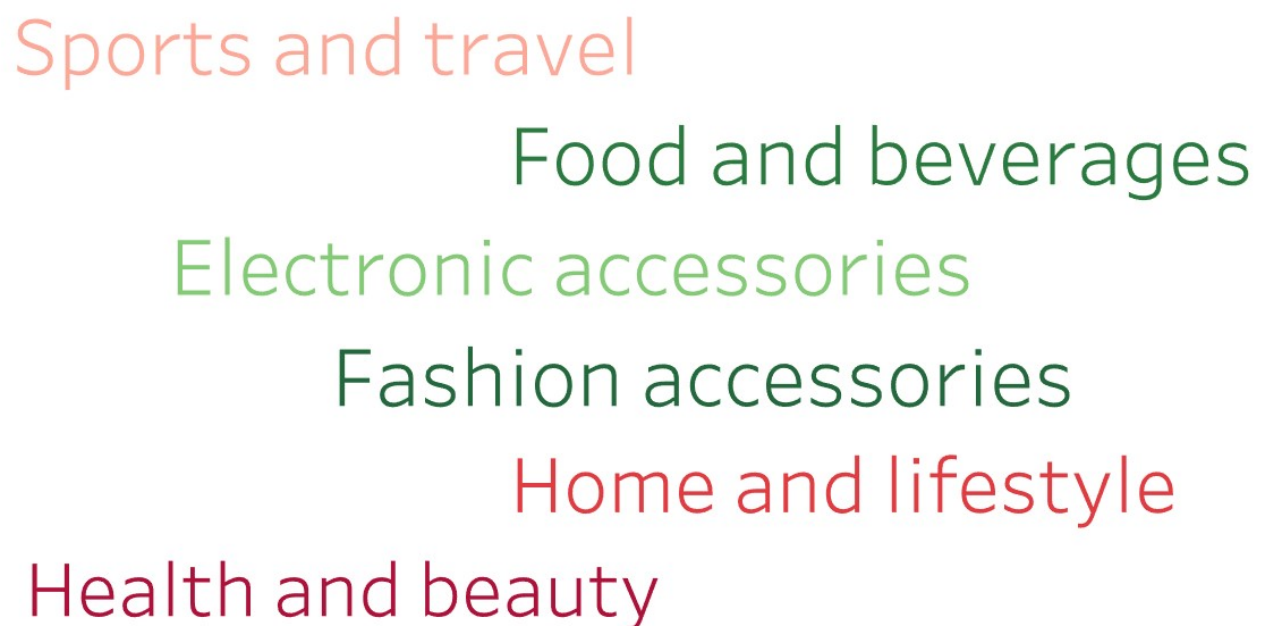 Sports and travel
Food and beverages
Electronic accessories
Fashion accessories
Home and lifestyle
Health and beauty